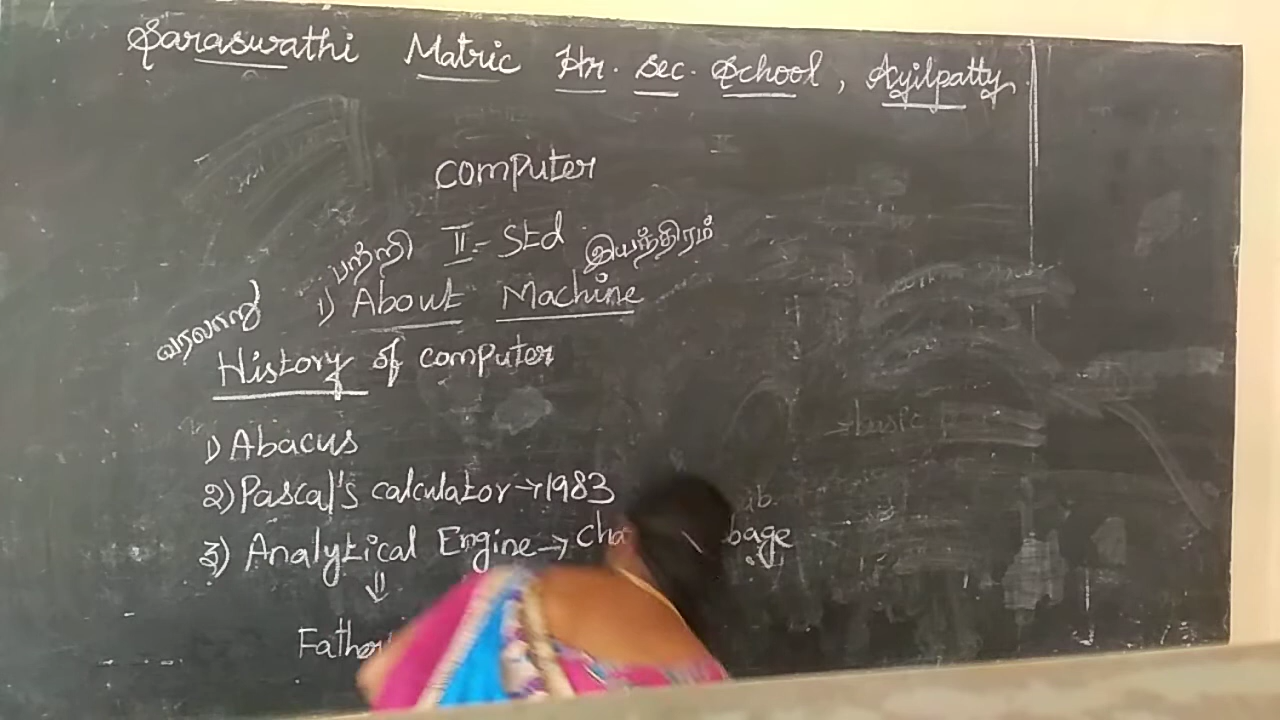 Saraswathi Matric Hr. Sec. School, Ayilpatty.
computer
II - Std
பற்றி இயந்திரம்
1) About Machine
வரலாறு
History of computer
1) Abacus
2) Pascal's calculator → 1983
3) Analytical Engine → Cha bage
⇓
Father